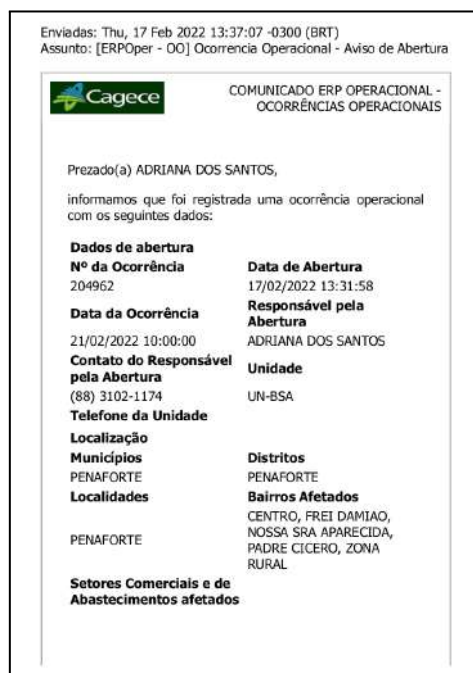 Enviadas: Thu, 17 Feb 2022 13:37:07 -0300 (BRT)
Assunto: [ERPOper - OO] Ocorrencia Operacional - Aviso de Abertura
Cagece
COMUNICADO ERP OPERACIONAL -
OCORRÊNCIAS OPERACIONAIS
Prezado(a) ADRIANA DOS SANTOS,
informamos que foi registrada uma ocorrência operacional
com os seguintes dados:
Dados de abertura
Nº da Ocorrência
Data de Abertura
204962
17/02/2022 13:31:58
Data da Ocorrência
Responsável pela
Abertura
21/02/2022 10:00:00
ADRIANA DOS SANTOS
Contato do Responsável
pela Abertura
Unidade
(88) 3102-1174
UN-BSA
Telefone da Unidade
Localização
Municípios
Distritos
PENAFORTE
PENAFORTE
Localidades
Bairros Afetados
PENAFORTE
CENTRO, FREI DAMIAO,
NOSSA SRA APARECIDA,
PADRE CICERO, ZONA
RURAL
Setores Comerciais e de
Abastecimentos afetados